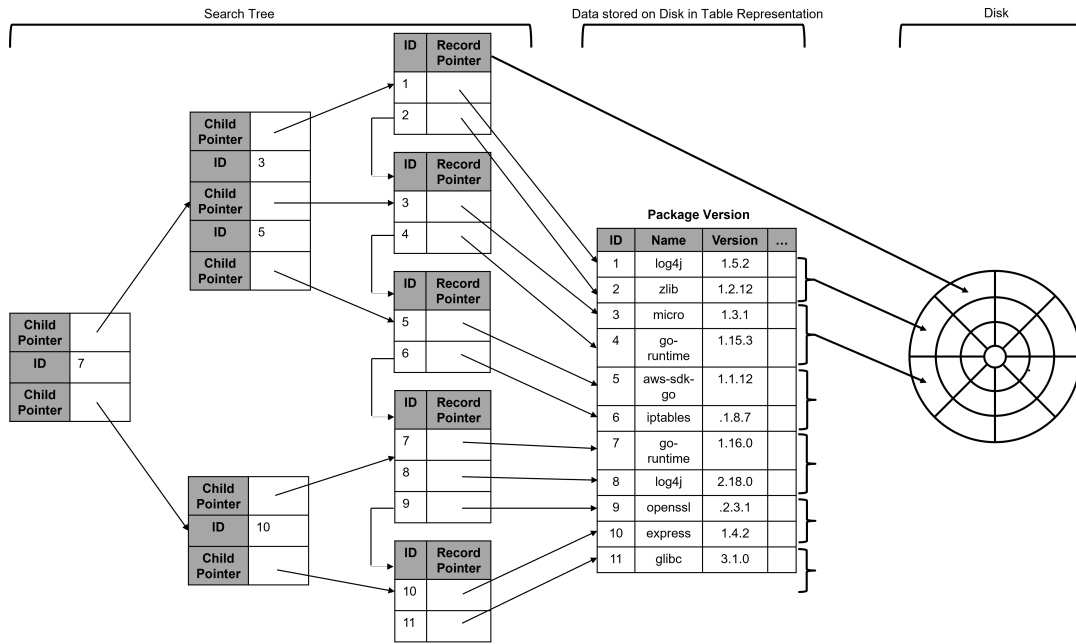 Search Tree
Data stored on Disk in Table Representation
Disk
Child
Pointer
ID 7
Child
Pointer
Child
Pointer
ID 3
Child
Pointer
ID 5
Child
Pointer
Child
Pointer
ID 10
Child
Pointer
ID Record
Pointer
1
2
ID Record
Pointer
3
4
ID Record
Pointer
5
6
ID Record
Pointer
7
8
9
ID Record
Pointer
10
11
Package Version
ID Name Version ...
1 log4j 1.5.2
2 zlib 1.2.12
3 micro 1.3.1
4 go- 1.15.3
runtime
5 aws-sdk- 1.1.12
go
6 iptables .1.8.7
7 go- 1.16.0
runtime
8 log4j 2.18.0
9 openssl .2.3.1
10 express 1.4.2
11 glibc 3.1.0